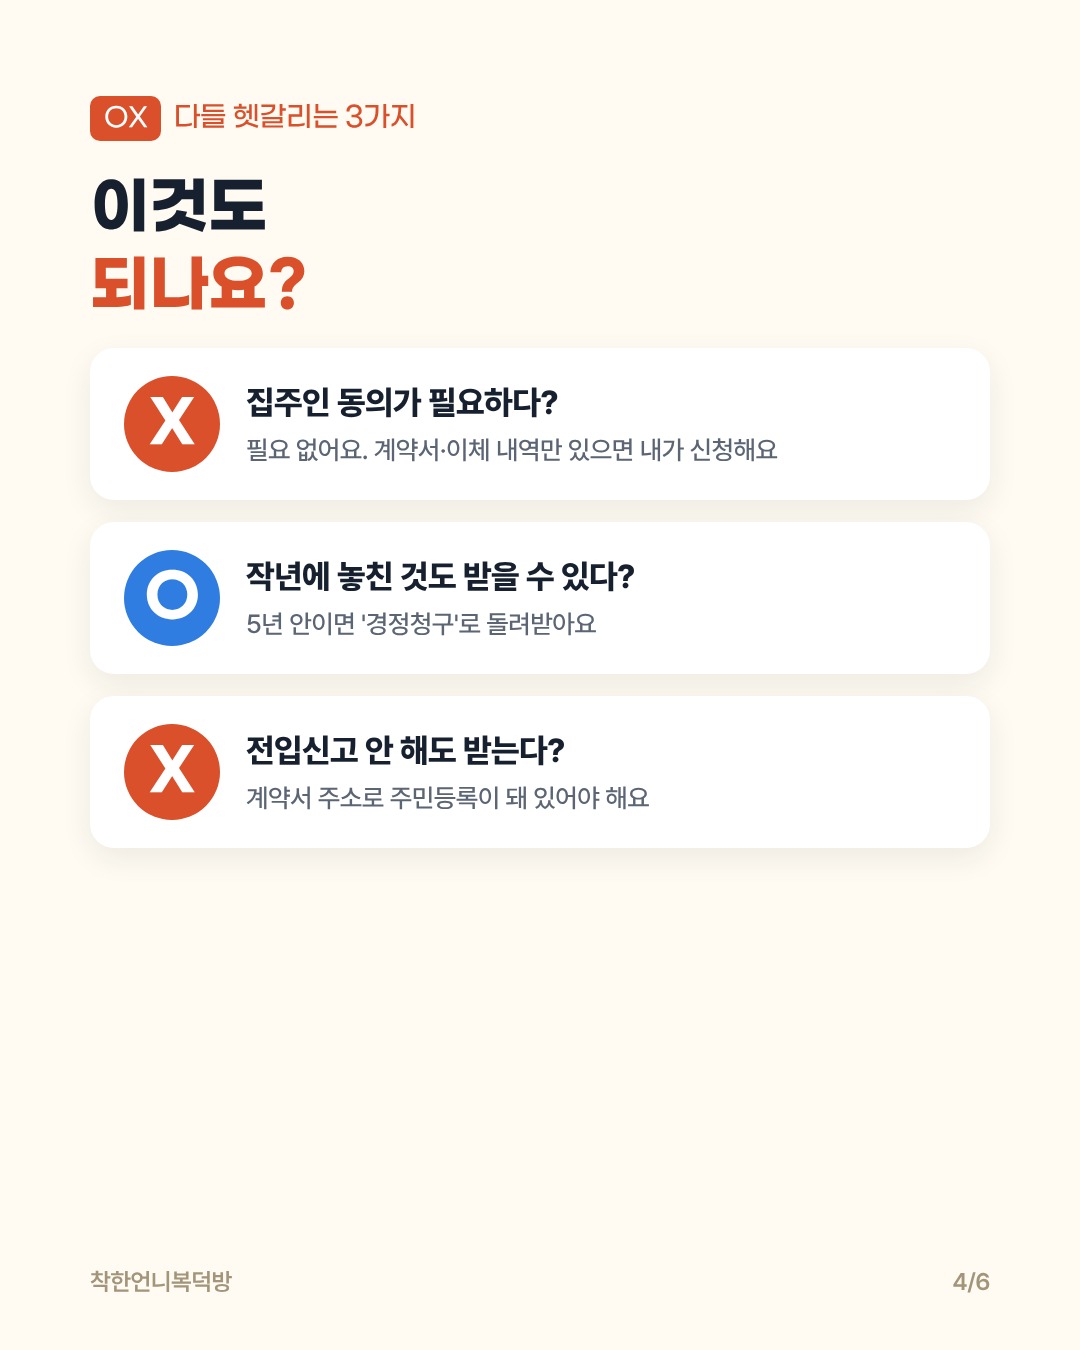 OX 다들 헷갈리는 3가지
이것도
되나요?
X 집주인 동의가 필요하다?
필요 없어요. 계약서·이체 내역만 있으면 내가 신청해요
O 작년에 놓친 것도 받을 수 있다?
5년 안이면 '경정청구'로 돌려받아요
X 전입신고 안 해도 받는다?
계약서 주소로 주민등록이 돼 있어야 해요
착한언니복덕방 4/6